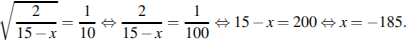 √(2/(15 − x)) = 1/10 ⇔ 2/(15 − x) = 1/100 ⇔ 15 − x = 200 ⇔ x = −185.